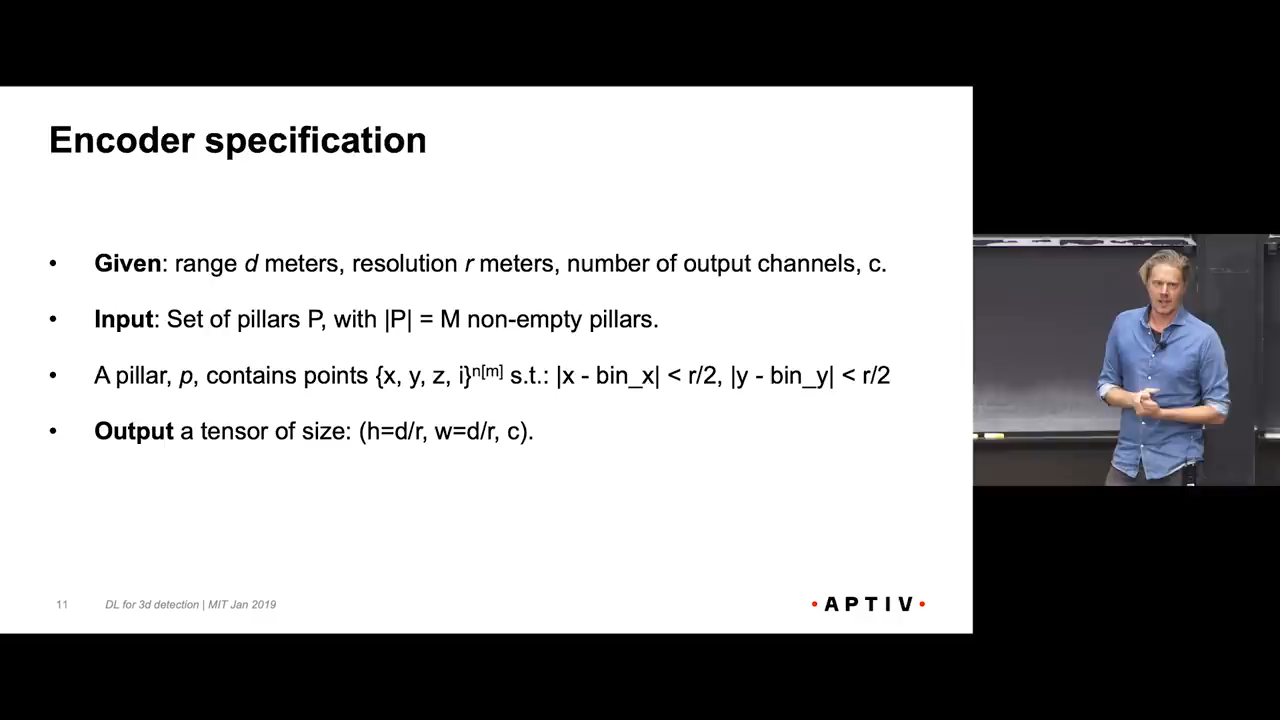 Encoder specification
• Given: range d meters, resolution r meters, number of output channels, c.
• Input: Set of pillars P, with |P| = M non-empty pillars.
• A pillar, p, contains points {x, y, z, i}ⁿ[ᵐ] s.t.: |x - bin_x| < r/2, |y - bin_y| < r/2
• Output a tensor of size: (h=d/r, w=d/r, c).
11 DL for 3d detection | MIT Jan 2019
• APTIV •